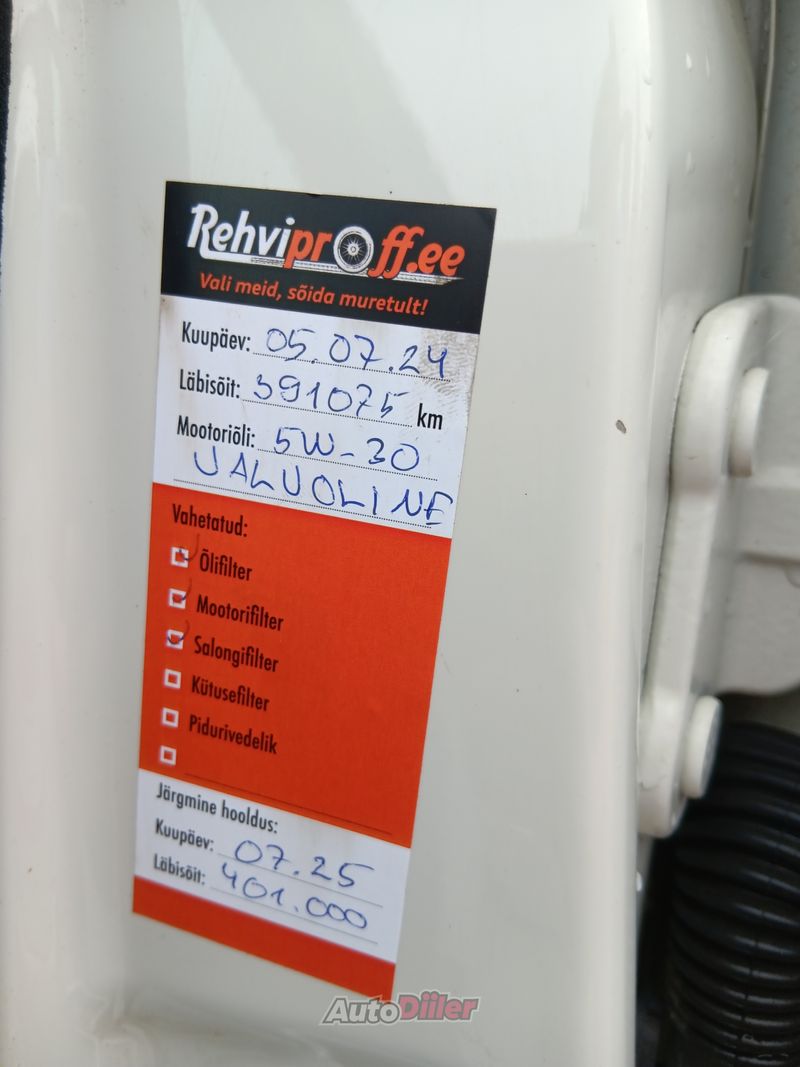 Rehviproff.ee
Vali meid, sõida muretult!
Kuupäev: 05.07.24
Läbisõit: 391075 km
Mootoriõli: 5W-30
VALVOLINE
Vahetatud:
Õlifilter
Mootorifilter
Salongifilter
Kütusefilter
Pidurivedelik
Järgmine hooldus:
Kuupäev: 07.25
Läbisõit: 401.000
AutoDiiler